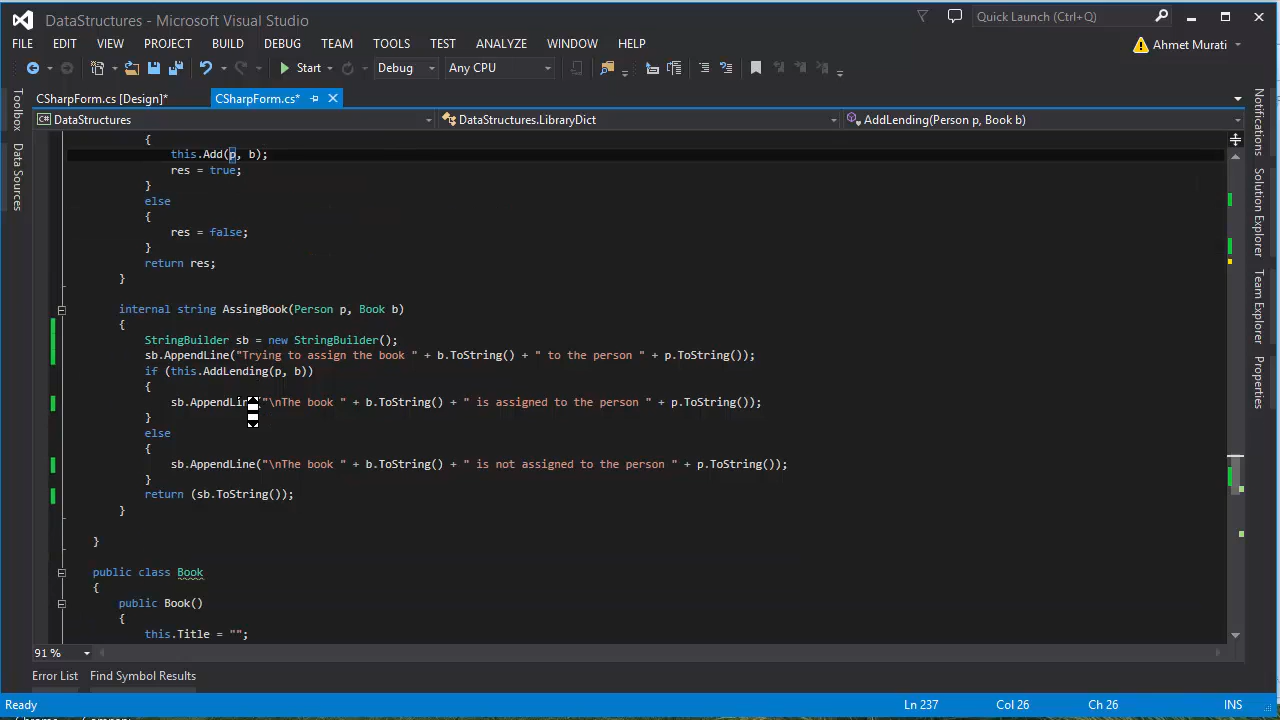 DataStructures - Microsoft Visual Studio
Quick Launch (Ctrl+Q)
FILE EDIT VIEW PROJECT BUILD DEBUG TEAM TOOLS TEST ANALYZE WINDOW HELP
Ahmet Murati
Start Debug Any CPU
CSharpForm.cs [Design]* CSharpForm.cs*
DataStructures DataStructures.LibraryDict AddLending(Person p, Book b)
Toolbox
Data Sources
Notifications
Solution Explorer
Team Explorer
Properties
{
this.Add(p, b);
res = true;
}
else
{
res = false;
}
return res;
}
internal string AssingBook(Person p, Book b)
{
StringBuilder sb = new StringBuilder();
sb.AppendLine("Trying to assign the book " + b.ToString() + " to the person " + p.ToString());
if (this.AddLending(p, b))
{
sb.AppendLine("\nThe book " + b.ToString() + " is assigned to the person " + p.ToString());
}
else
{
sb.AppendLine("\nThe book " + b.ToString() + " is not assigned to the person " + p.ToString());
}
return (sb.ToString());
}
}
public class Book
{
public Book()
{
this.Title = "";
91 %
Error List Find Symbol Results
Ready Ln 237 Col 26 Ch 26 INS